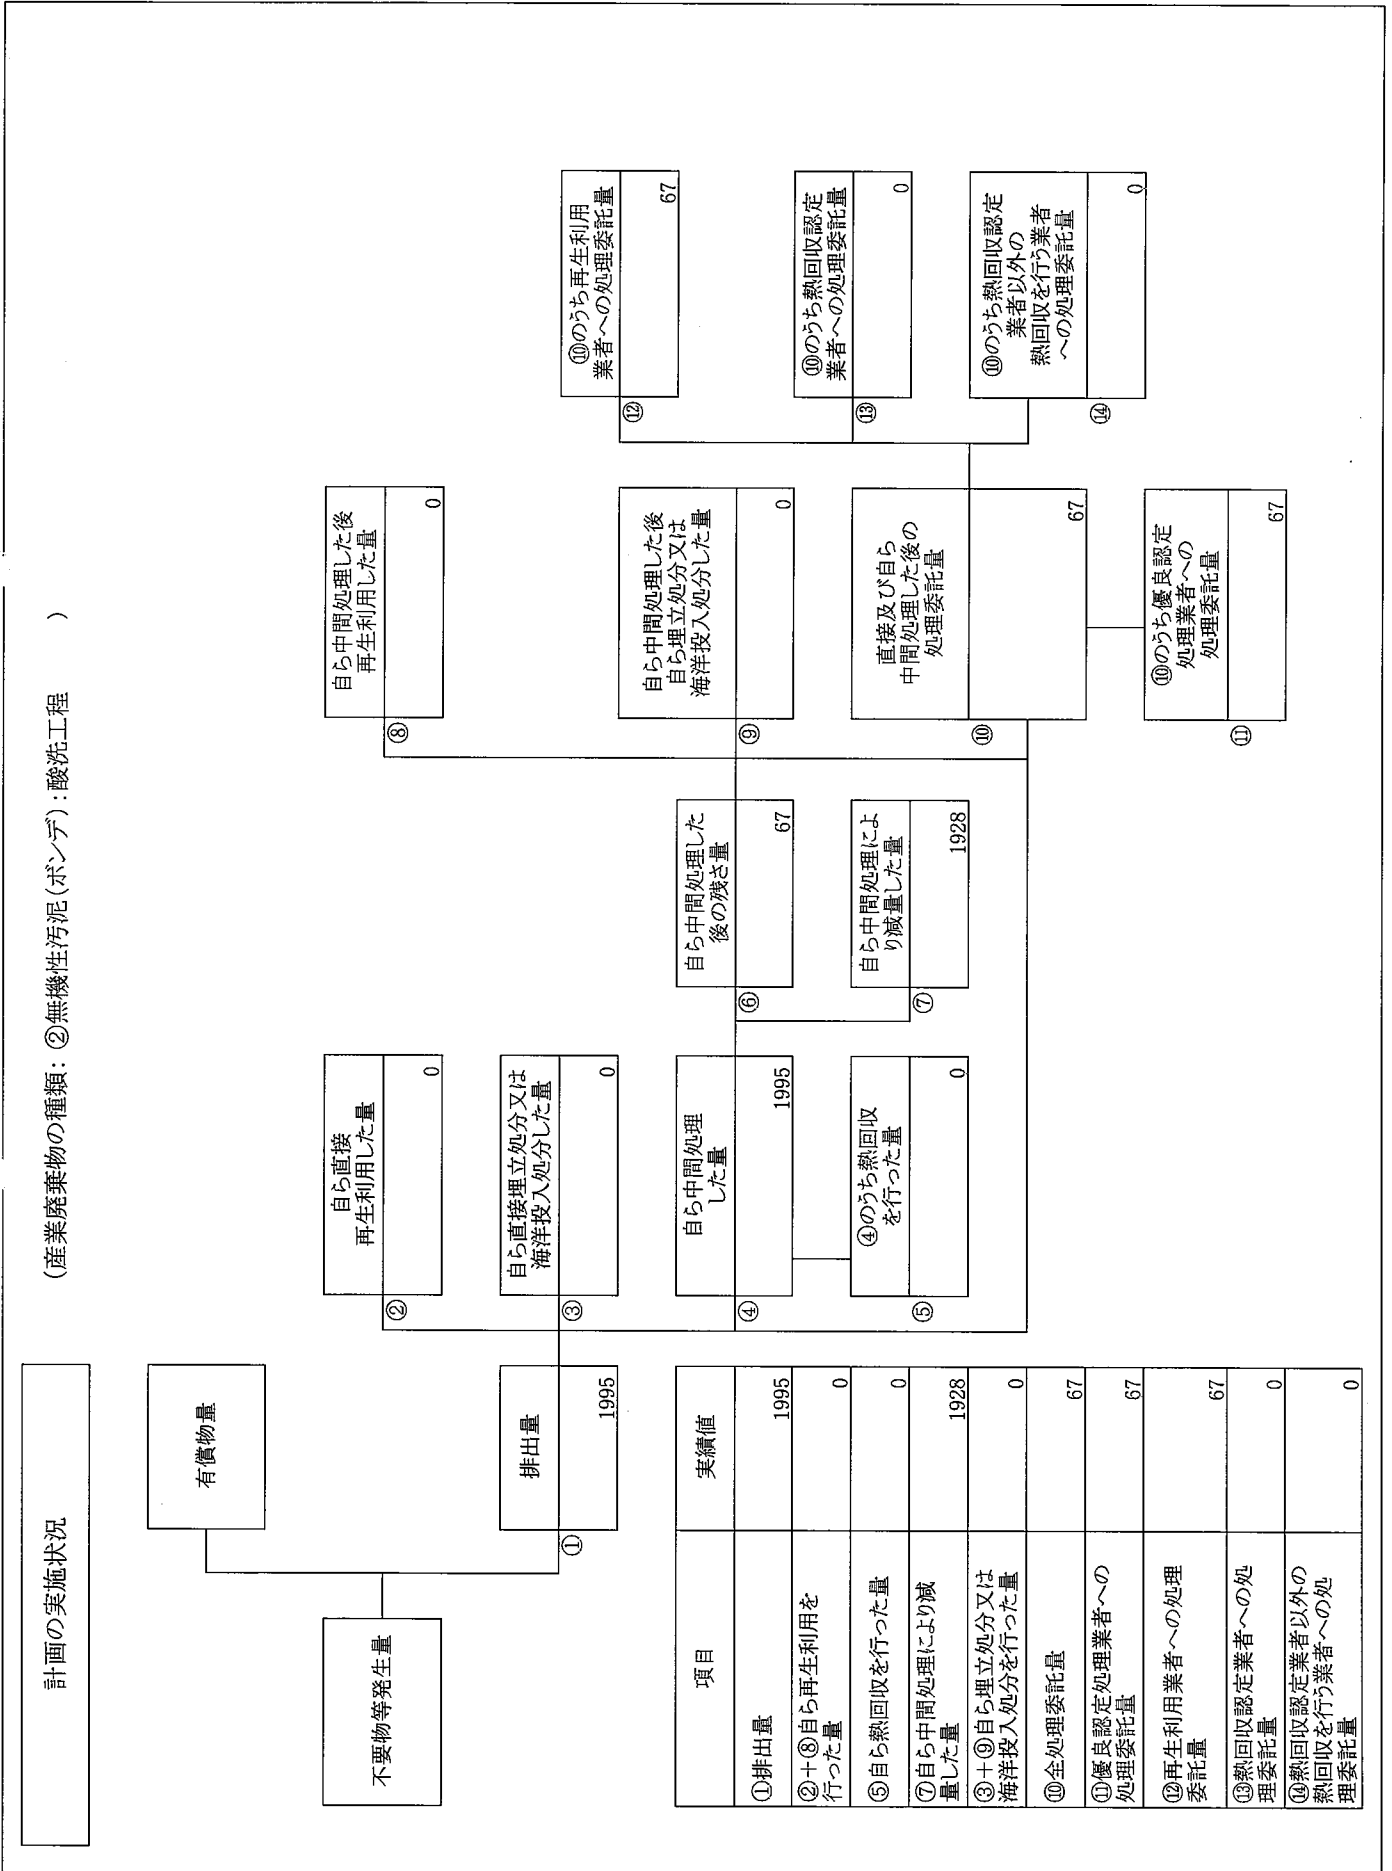 計画の実施状況
(産業廃棄物の種類：②無機性汚泥(ボンデ)：酸洗工程　　　)
不要物等発生量
有償物量
①
排出量
1995
②
自ら直接
再生利用した量
0
③
自ら直接埋立処分又は
海洋投入処分した量
0
④
自ら中間処理
した量
1995
⑤
④のうち熱回収
を行った量
0
⑥
自ら中間処理した
後の残さ量
67
⑦
自ら中間処理によ
り減量した量
1928
⑧
自ら中間処理した後
再生利用した量
0
⑨
自ら中間処理した後
自ら埋立処分又は
海洋投入処分した量
0
⑩
直接及び自ら
中間処理した後の
処理委託量
67
⑪
⑩のうち優良認定
処理業者への
処理委託量
67
⑫
⑩のうち再生利用
業者への処理委託量
67
⑬
⑩のうち熱回収認定
業者への処理委託量
0
⑭
⑩のうち熱回収認定
業者以外の
熱回収を行う業者
への処理委託量
0
項目 実績値
①排出量 1995
②＋⑧自ら再生利用を
行った量 0
⑤自ら熱回収を行った量 0
⑦自ら中間処理により減
量した量 1928
③＋⑨自ら埋立処分又は
海洋投入処分を行った量 0
⑩全処理委託量 67
⑪優良認定処理業者への
処理委託量 67
⑫再生利用業者への処理
委託量 67
⑬熱回収認定業者への処
理委託量 0
⑭熱回収認定業者以外の
熱回収を行う業者への処
理委託量 0